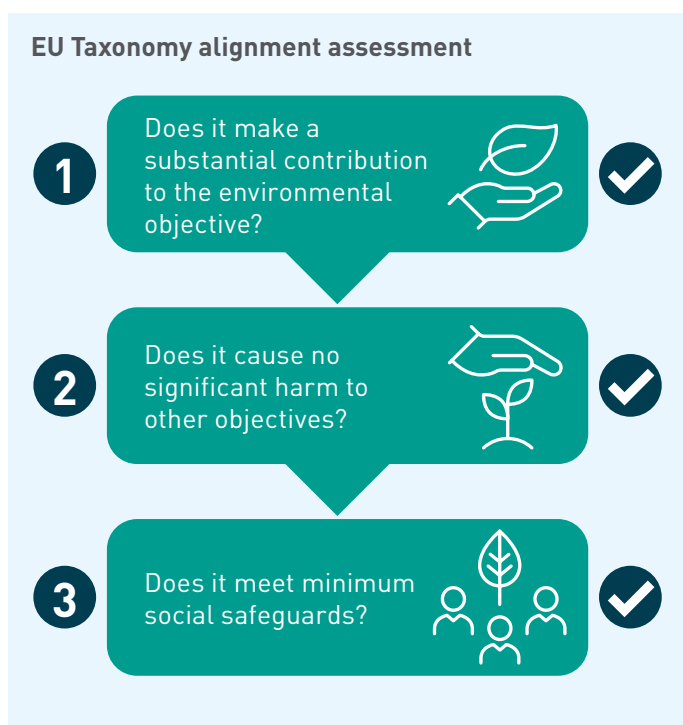 EU Taxonomy alignment assessment
1
Does it make a
substantial contribution
to the environmental
objective?
2
Does it cause no
significant harm to
other objectives?
3
Does it meet minimum
social safeguards?